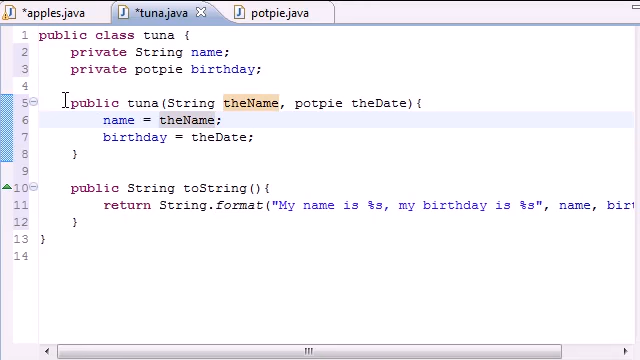 *apples.java *tuna.java potpie.java
1 public class tuna {
2 private String name;
3 private potpie birthday;
4
5 public tuna(String theName, potpie theDate){
6 name = theName;
7 birthday = theDate;
8 }
9
10 public String toString(){
11 return String.format("My name is %s, my birthday is %s", name, birt
12 }
13 }
14